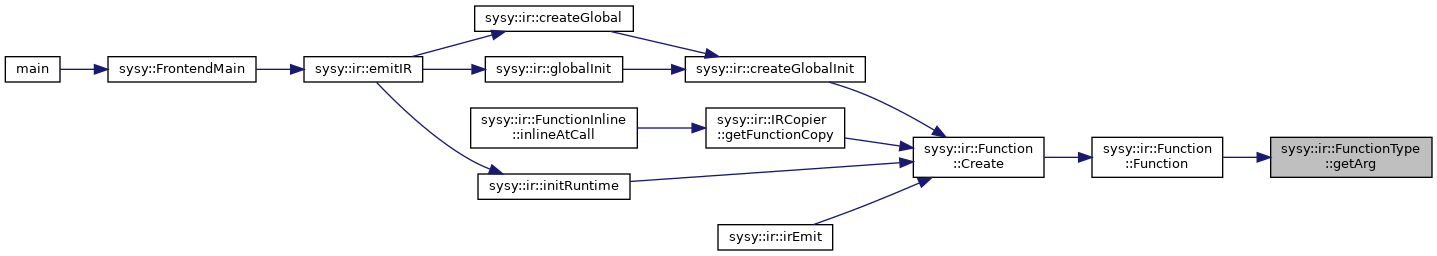 sysy::ir::createGlobal
main
sysy::FrontendMain
sysy::ir::emitIR
sysy::ir::globalInit
sysy::ir::createGlobalInit
sysy::ir::FunctionInline
::inlineAtCall
sysy::ir::IRCopier
::getFunctionCopy
sysy::ir::Function
::Create
sysy::ir::Function
::Function
sysy::ir::FunctionType
::getArg
sysy::ir::initRuntime
sysy::ir::irEmit